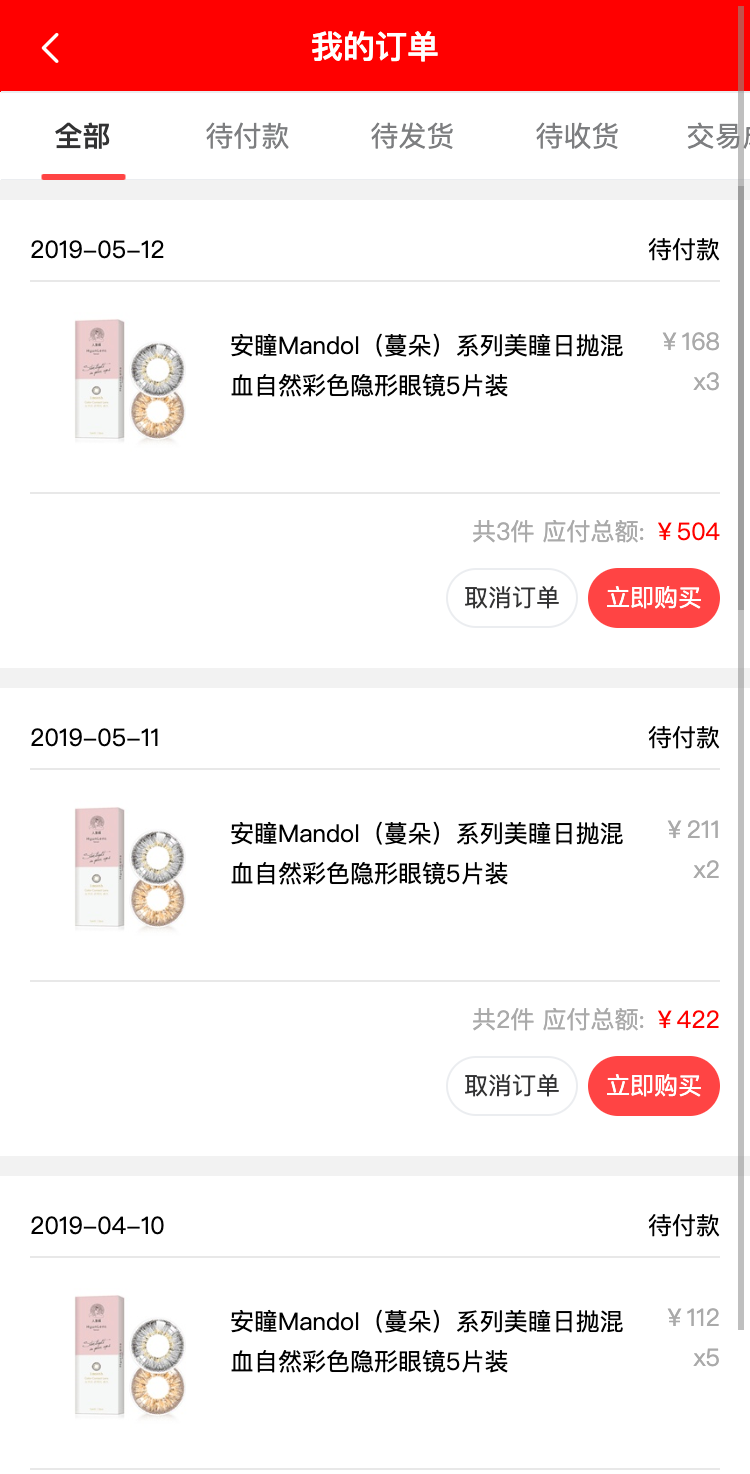 我的订单
全部
待付款
待发货
待收货
交易
2019-05-12
待付款
安瞳Mandol（蔓朵）系列美瞳日抛混
¥168
血自然彩色隐形眼镜5片装
x3
共3件 应付总额: ¥504
取消订单
立即购买
2019-05-11
待付款
安瞳Mandol（蔓朵）系列美瞳日抛混
¥211
血自然彩色隐形眼镜5片装
x2
共2件 应付总额: ¥422
取消订单
立即购买
2019-04-10
待付款
安瞳Mandol（蔓朵）系列美瞳日抛混
¥112
血自然彩色隐形眼镜5片装
x5